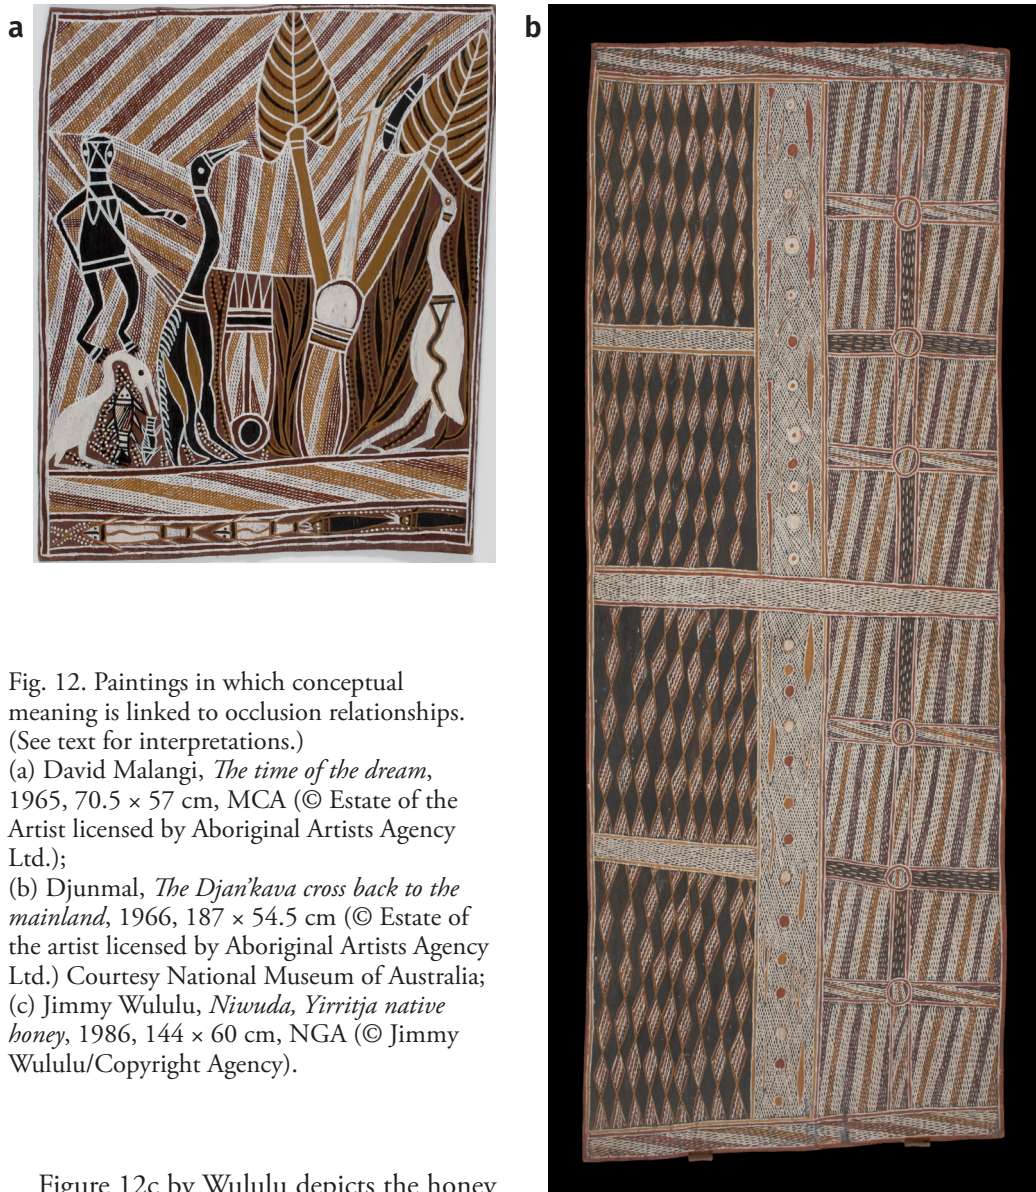 a
b
Fig. 12. Paintings in which conceptual
meaning is linked to occlusion relationships.
(See text for interpretations.)
(a) David Malangi, The time of the dream,
1965, 70.5 × 57 cm, MCA (© Estate of the
Artist licensed by Aboriginal Artists Agency
Ltd.);
(b) Djunmal, The Djan’kava cross back to the
mainland, 1966, 187 × 54.5 cm (© Estate of
the artist licensed by Aboriginal Artists Agency
Ltd.) Courtesy National Museum of Australia;
(c) Jimmy Wululu, Niwuda, Yirritja native
honey, 1986, 144 × 60 cm, NGA (© Jimmy
Wululu/Copyright Agency).
Figure 12c by Wululu depicts the honey